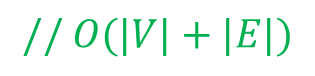 // O(|V| + |E|)